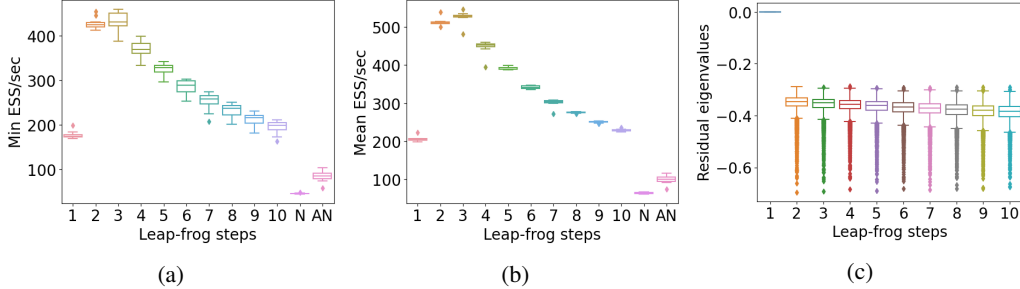 Min ESS/sec
400
300
200
100
1 2 3 4 5 6 7 8 9 10 N AN
Leap-frog steps
(a)
Mean ESS/sec
500
400
300
200
100
1 2 3 4 5 6 7 8 9 10 N AN
Leap-frog steps
(b)
Residual eigenvalues
0.0
−0.2
−0.4
−0.6
1 2 3 4 5 6 7 8 9 10
Leap-frog steps
(c)